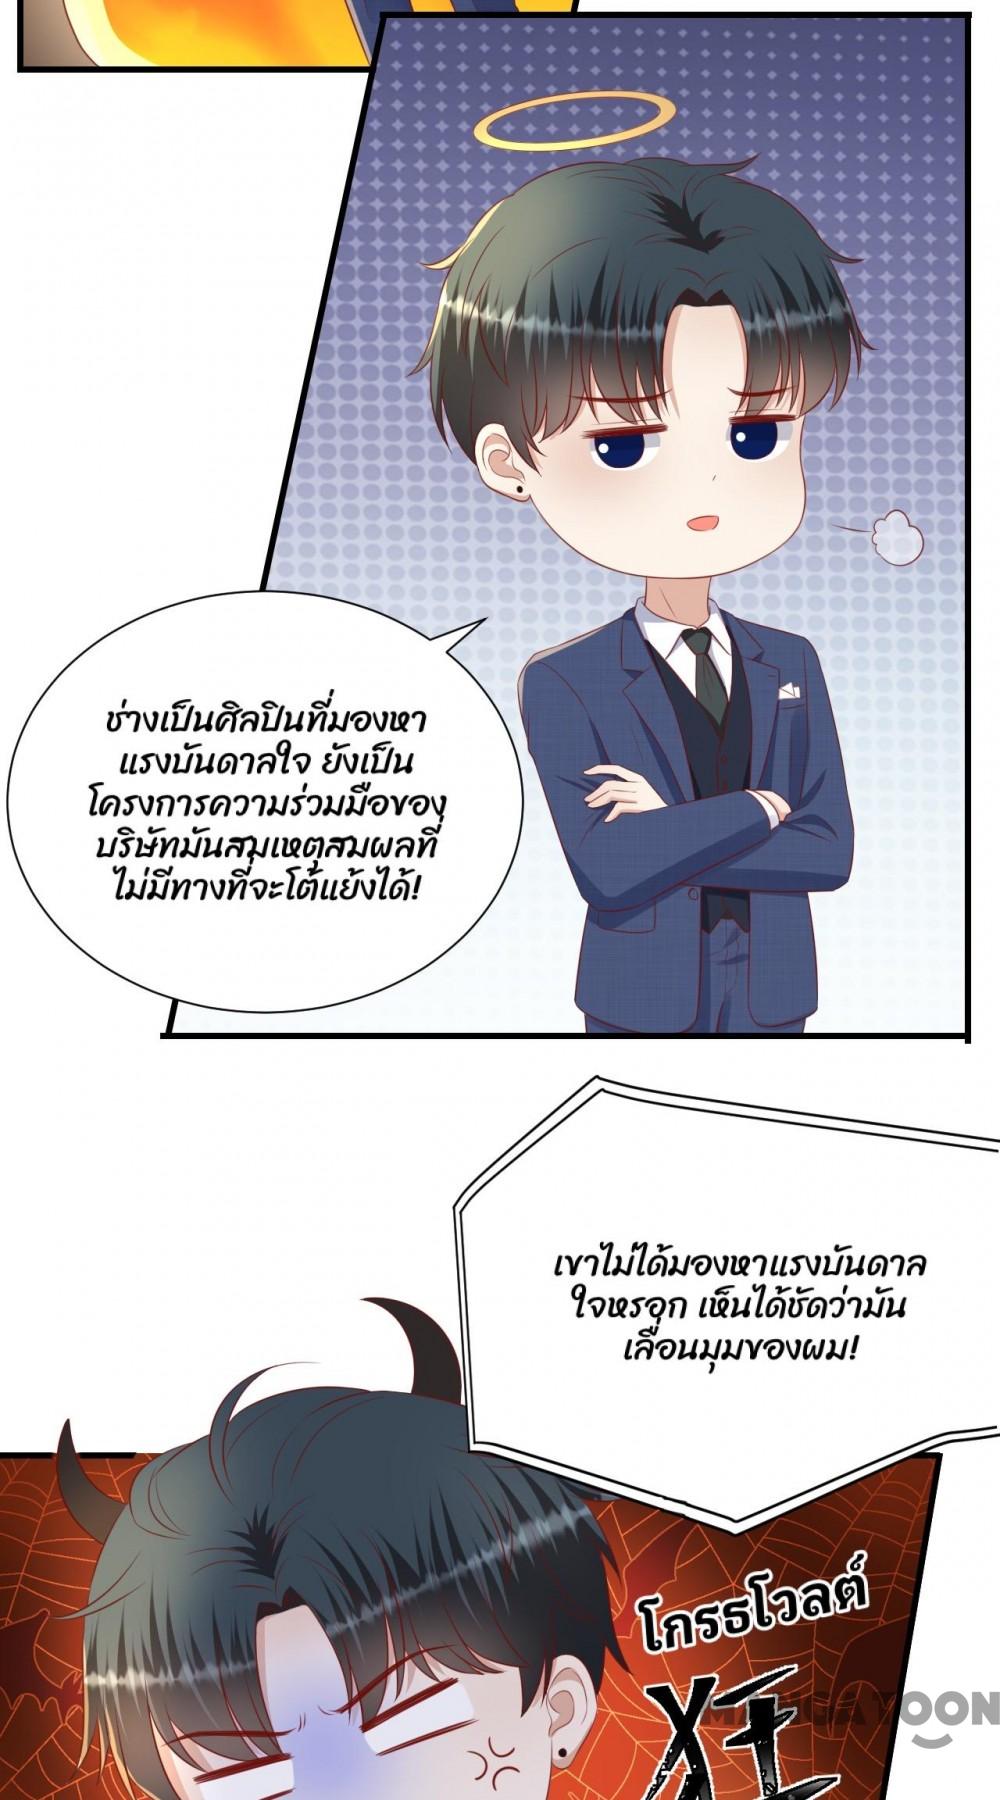 ช่างเป็นศิลปินที่มองหา
แรงบันดาลใจ ยังเป็น
โครงการความร่วมมือของ
บริษัทมันสมเหตุสมผลที่
ไม่มีทางที่จะโต้แย้งได้!
เขาไม่ได้มองหาแรงบันดาล
ใจหรอก เห็นได้ชัดว่ามัน
เลื่อนมุมของผม!
โกรธโวลต์
MANGATOON